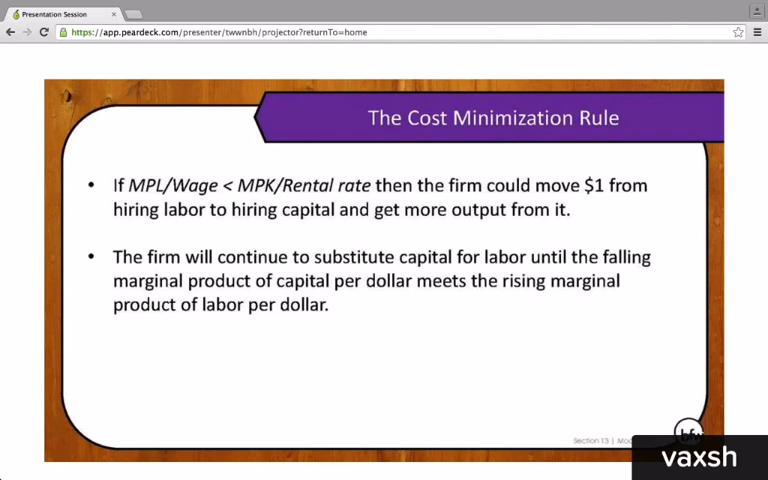 Presentation Session
https://app.peardeck.com/presenter/twwnbh/projector?returnTo=home
The Cost Minimization Rule
• If MPL/Wage < MPK/Rental rate then the firm could move $1 from
hiring labor to hiring capital and get more output from it.
• The firm will continue to substitute capital for labor until the falling
marginal product of capital per dollar meets the rising marginal
product of labor per dollar.
Section 13 |
vaxsh